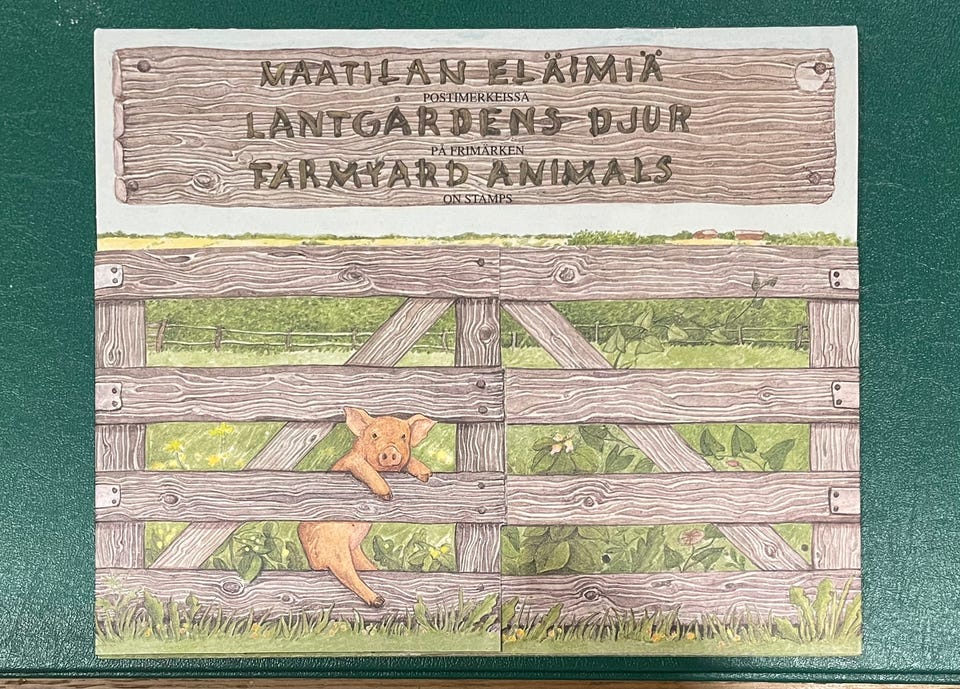 MAATILAN ELÄIMIÄ
POSTIMERKEISSÄ
LANTGÅRDENS DJUR
PÅ FRIMÄRKEN
FARMYARD ANIMALS
ON STAMPS